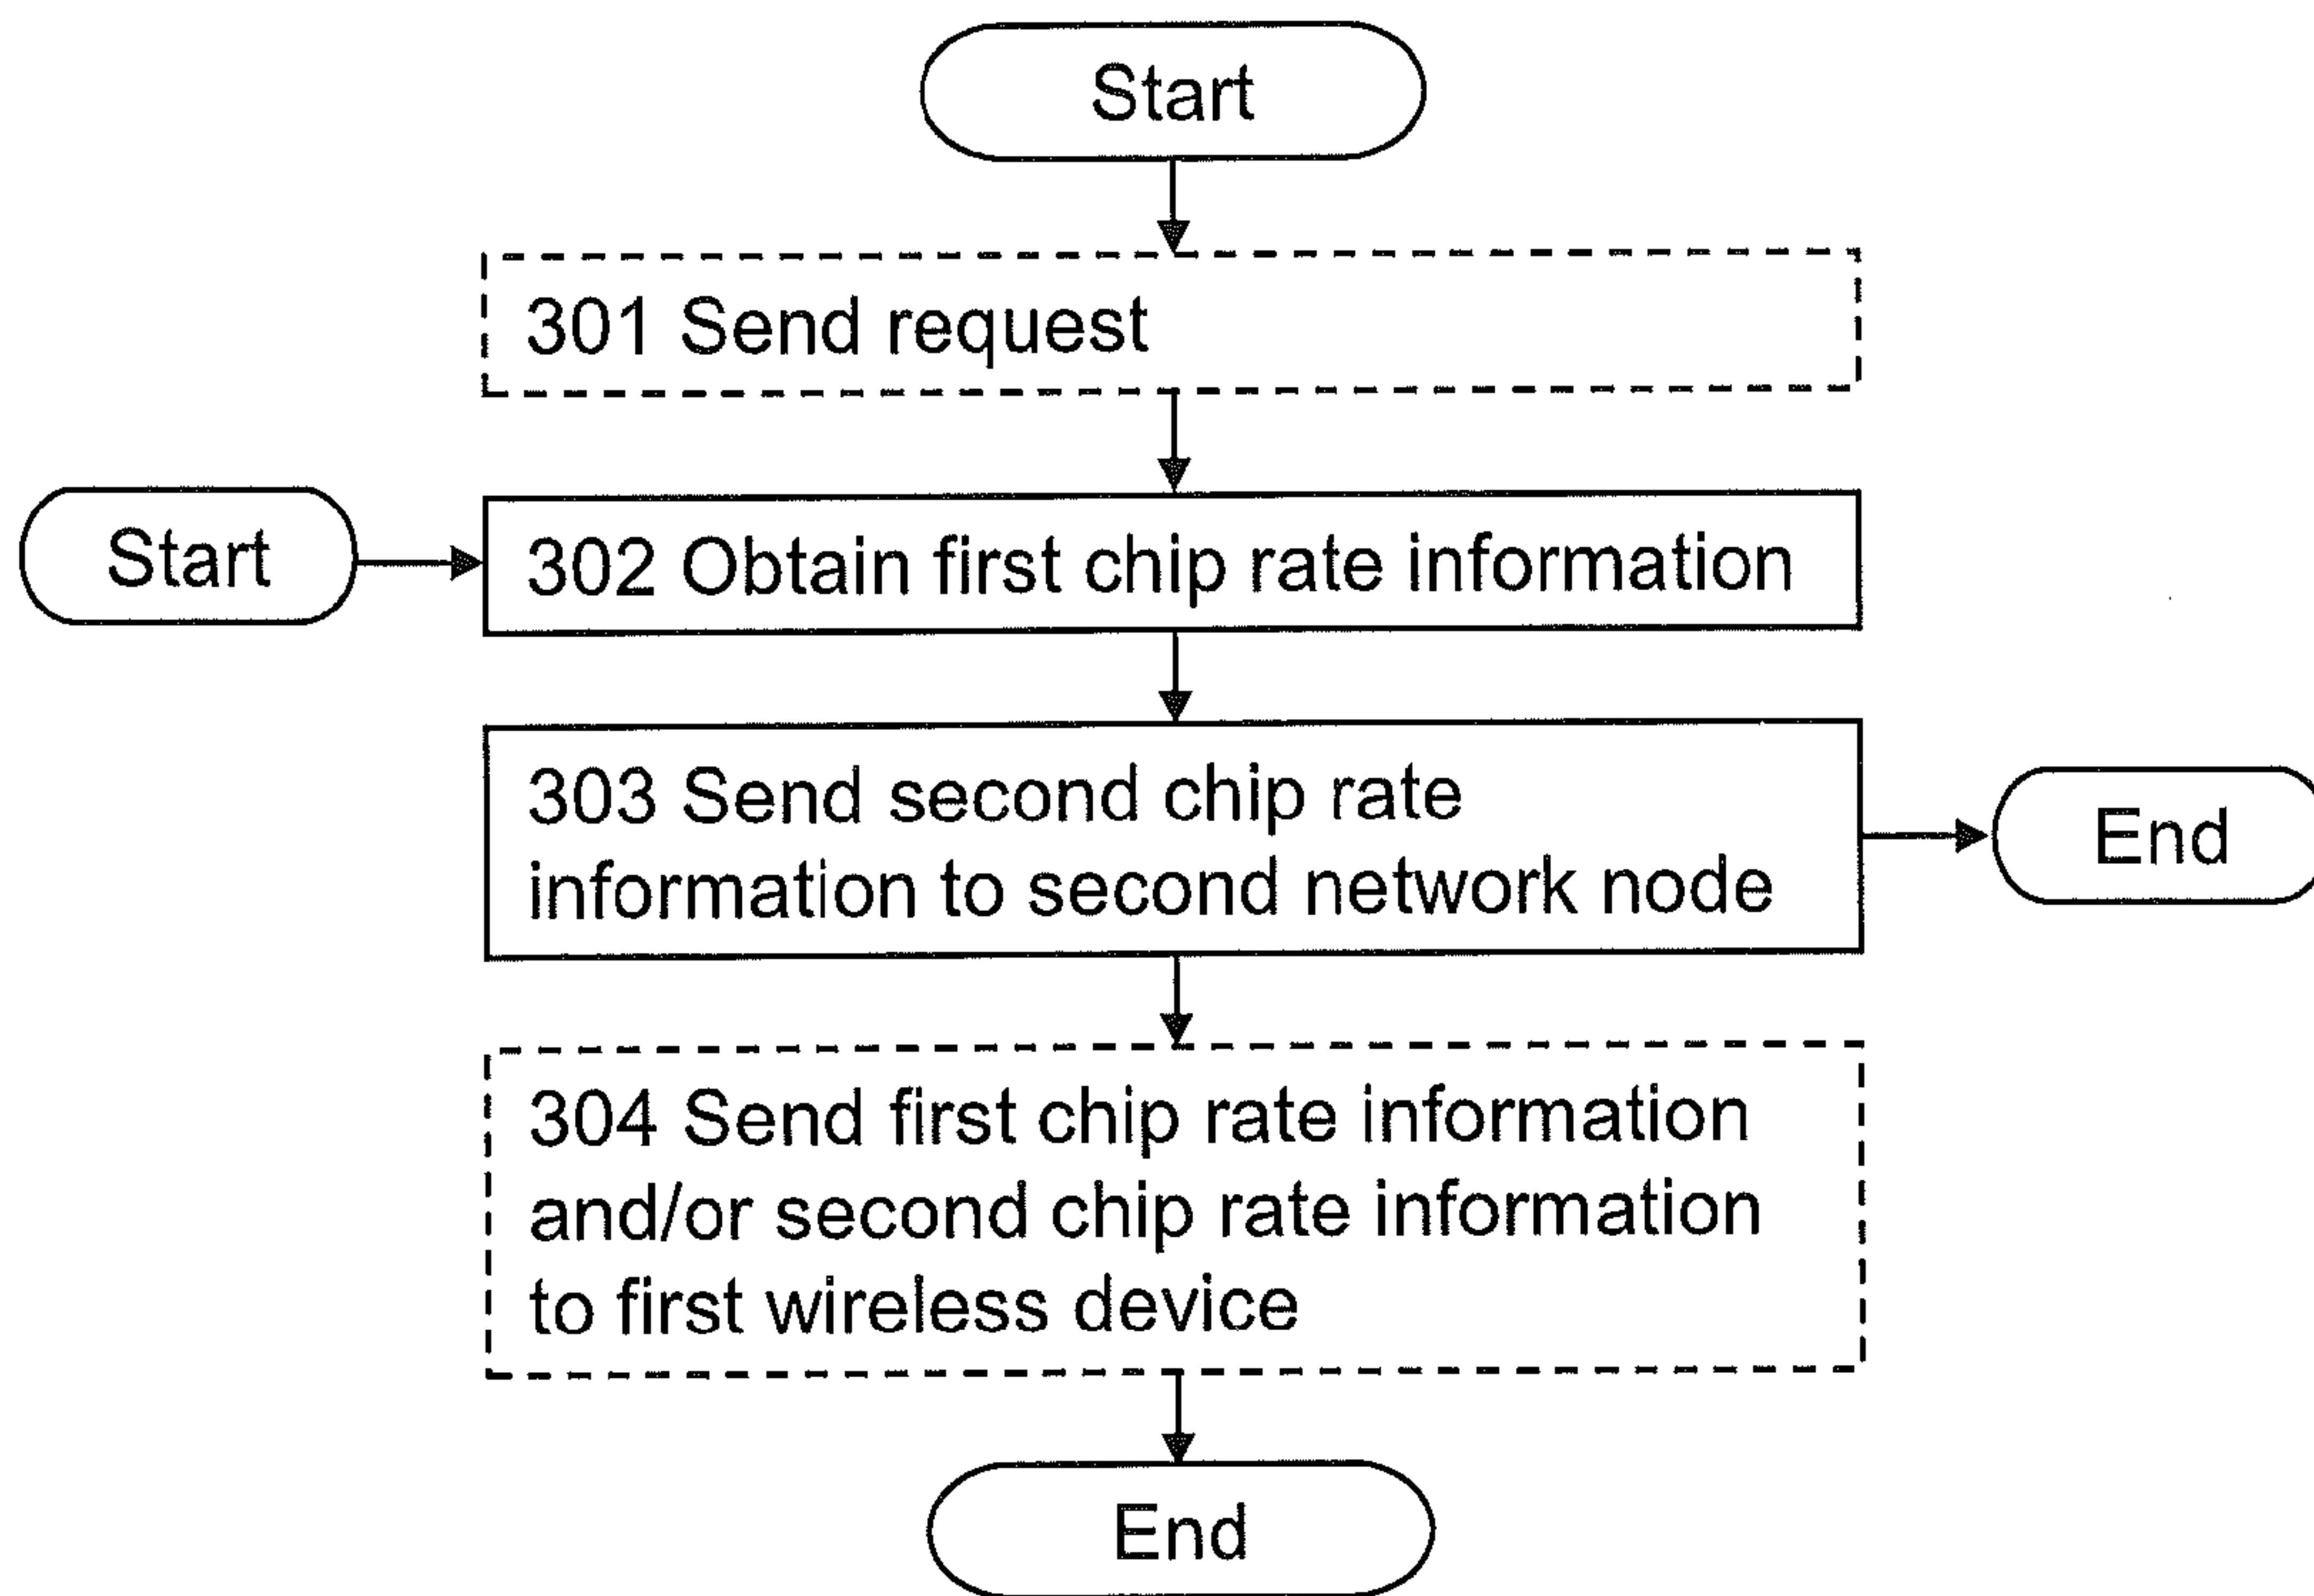 Start
301 Send request
Start
302 Obtain first chip rate information
303 Send second chip rate
information to second network node
End
304 Send first chip rate information
and/or second chip rate information
to first wireless device
End